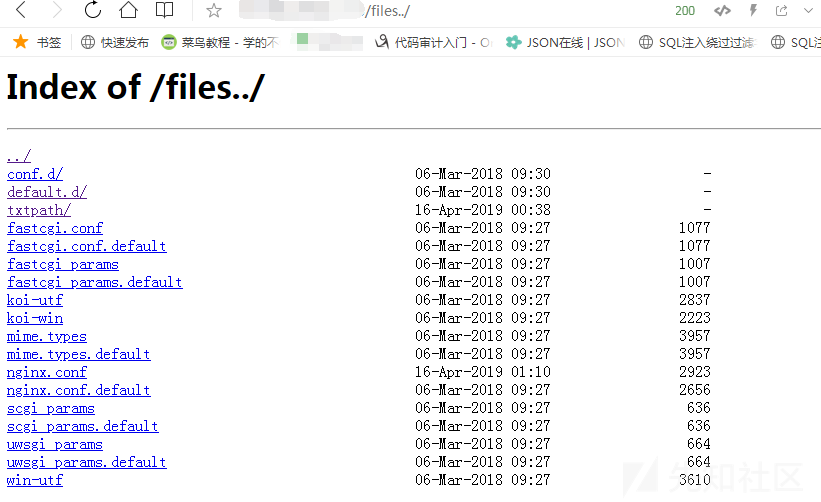 /files../ 200
书签 快速发布 菜鸟教程 - 学的不 代码审计入门 - JSON在线 | JSON SQL注入绕过过滤 SQL注
Index of /files../
../
conf.d/ 06-Mar-2018 09:30 -
default.d/ 06-Mar-2018 09:30 -
txtpath/ 16-Apr-2019 00:38 -
fastcgi.conf 06-Mar-2018 09:27 1077
fastcgi.conf.default 06-Mar-2018 09:27 1077
fastcgi_params 06-Mar-2018 09:27 1007
fastcgi_params.default 06-Mar-2018 09:27 1007
koi-utf 06-Mar-2018 09:27 2837
koi-win 06-Mar-2018 09:27 2223
mime.types 06-Mar-2018 09:27 3957
mime.types.default 06-Mar-2018 09:27 3957
nginx.conf 16-Apr-2019 01:10 2923
nginx.conf.default 06-Mar-2018 09:27 2656
scgi_params 06-Mar-2018 09:27 636
scgi_params.default 06-Mar-2018 09:27 636
uwsgi_params 06-Mar-2018 09:27 664
uwsgi_params.default 06-Mar-2018 09:27 664
win-utf 06-Mar-2018 09:27 3610
先知社区